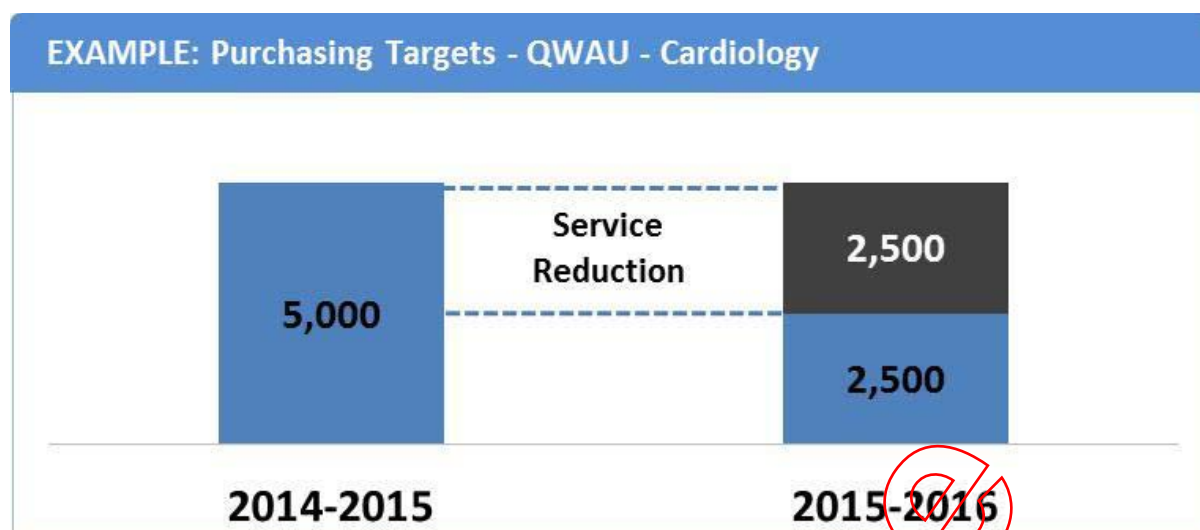 EXAMPLE: Purchasing Targets - QWAU - Cardiology
Service
Reduction
2,500
5,000
2,500
2014-2015
2015-2016